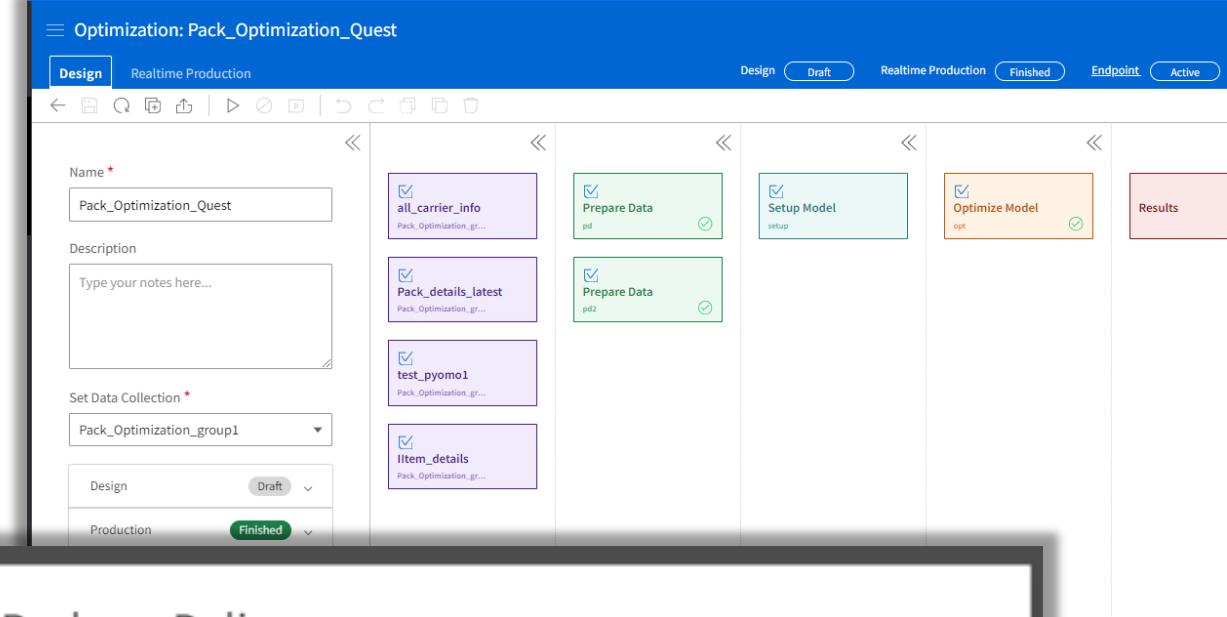 Optimization: Pack_Optimization_Quest
Design Realtime Production
Design Draft Realtime Production Finished Endpoint Active
Name *
Pack_Optimization_Quest
Description
Type your notes here...
Set Data Collection *
Pack_Optimization_group1
Design Draft
Production Finished
all_carrier_info
Pack_Optimization_gr...
Pack_details_latest
Pack_Optimization_gr...
test_pyomo1
Pack_Optimization_gr...
IItem_details
Pack_Optimization_gr...
Prepare Data
pd
Prepare Data
pd2
Setup Model
setup
Optimize Model
opt
Results